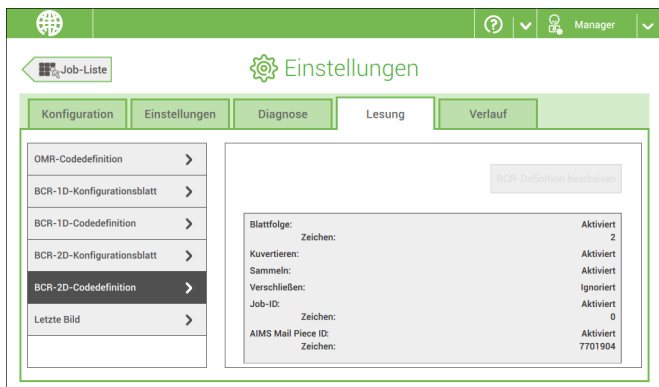 Manager
Job-Liste
Einstellungen
Konfiguration
Einstellungen
Diagnose
Lesung
Verlauf
OMR-Codedefinition
BCR-1D-Konfigurationsblatt
BCR-1D-Codedefinition
BCR-2D-Konfigurationsblatt
BCR-2D-Codedefinition
Letzte Bild
BCR-Definition bearbeiten
Blattfolge: Aktiviert
Zeichen: 2
Kuvertieren: Aktiviert
Sammeln: Aktiviert
Verschließen: Ignoriert
Job-ID: Aktiviert
Zeichen: 0
AIMS Mail Piece ID: Aktiviert
Zeichen: 7701904